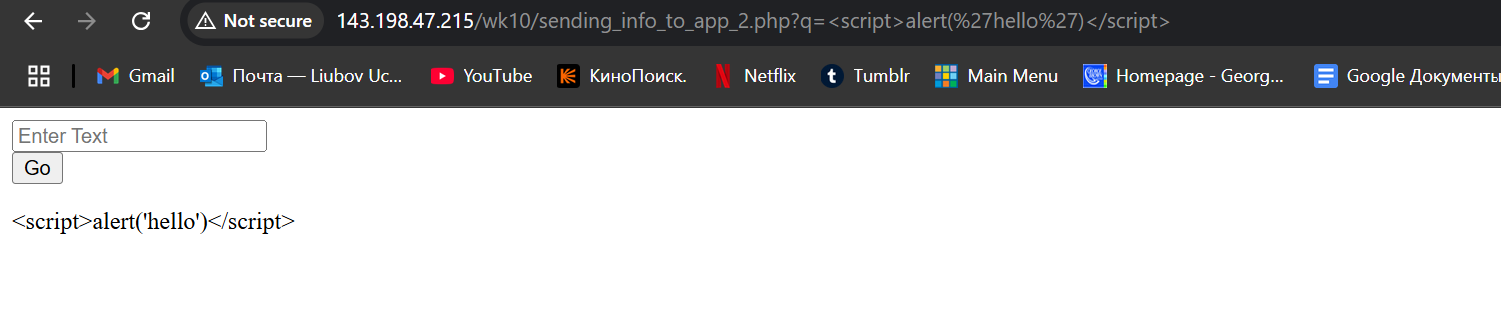 Not secure 143.198.47.215/wk10/sending_info_to_app_2.php?q=<script>alert(%27hello%27)</script>
Gmail Почта — Liubov Uc... YouTube КиноПоиск. Netflix Tumblr Main Menu Homepage - Georg... Google Документы
Enter Text
Go
<script>alert('hello')</script>